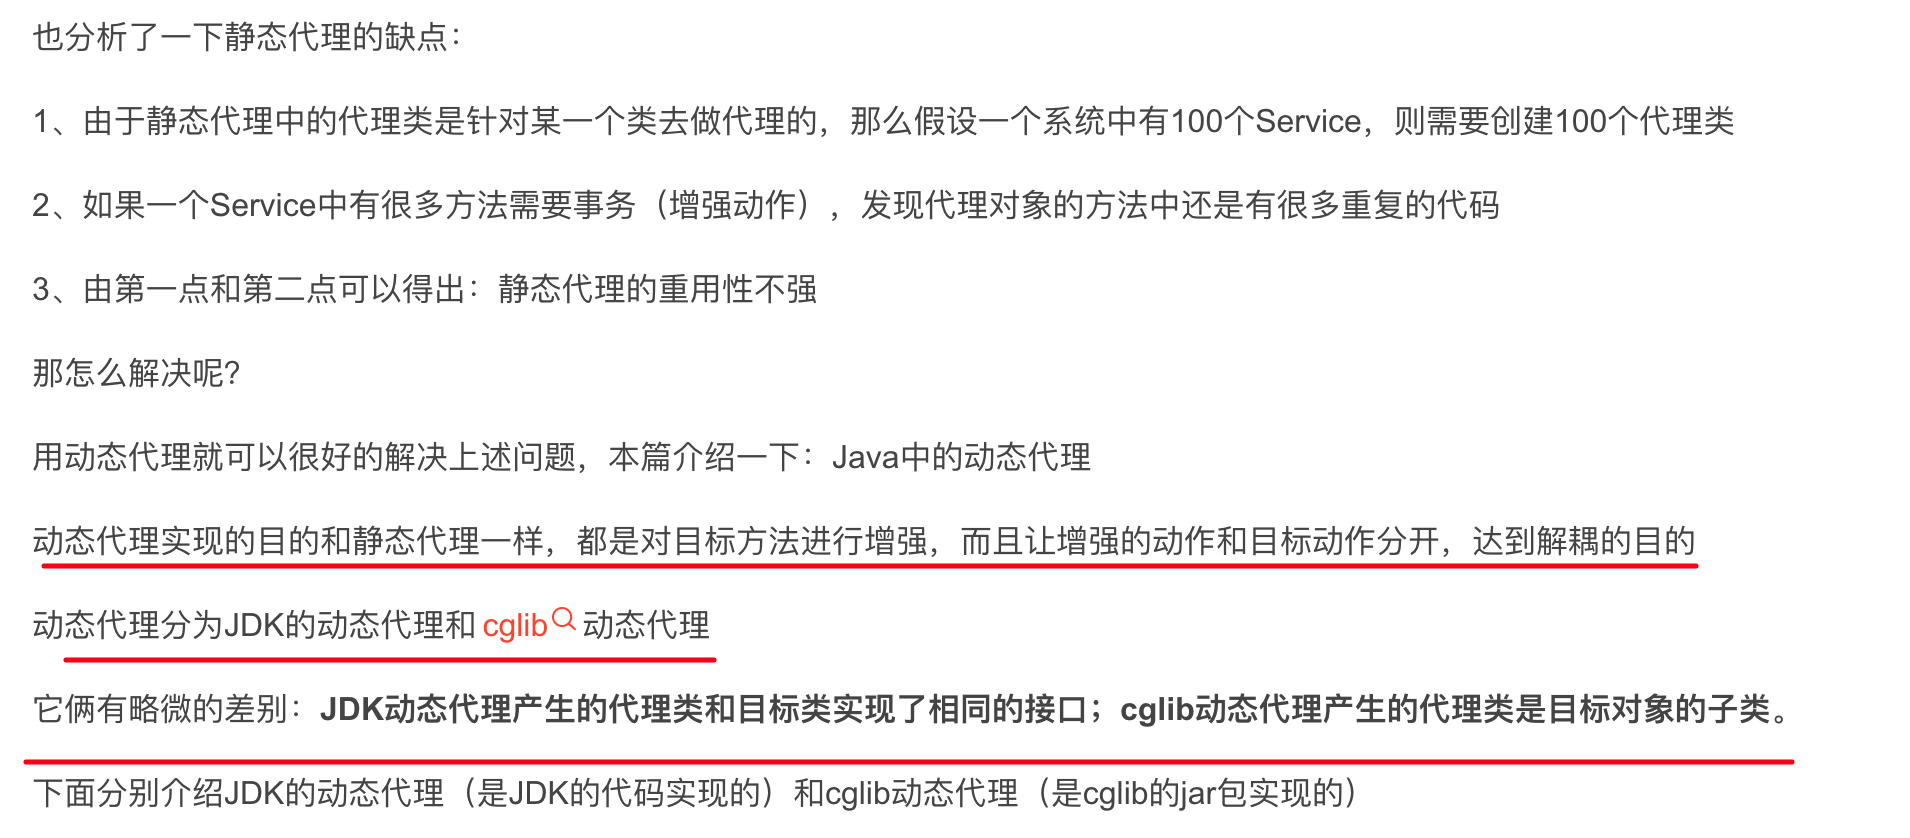 也分析了一下静态代理的缺点：
1、由于静态代理中的代理类是针对某一个类去做代理的，那么假设一个系统中有100个Service，则需要创建100个代理类
2、如果一个Service中有很多方法需要事务（增强动作），发现代理对象的方法中还是有很多重复的代码
3、由第一点和第二点可以得出：静态代理的重用性不强
那怎么解决呢?
用动态代理就可以很好的解决上述问题，本篇介绍一下：Java中的动态代理
动态代理实现的目的和静态代理一样，都是对目标方法进行增强，而且让增强的动作和目标动作分开，达到解耦的目的
动态代理分为JDK的动态代理和 cglib 动态代理
它俩有略微的差别：JDK动态代理产生的代理类和目标类实现了相同的接口；cglib动态代理产生的代理类是目标对象的子类。
下面分别介绍JDK的动态代理（是JDK的代码实现的）和cglib动态代理（是cglib的jar包实现的）